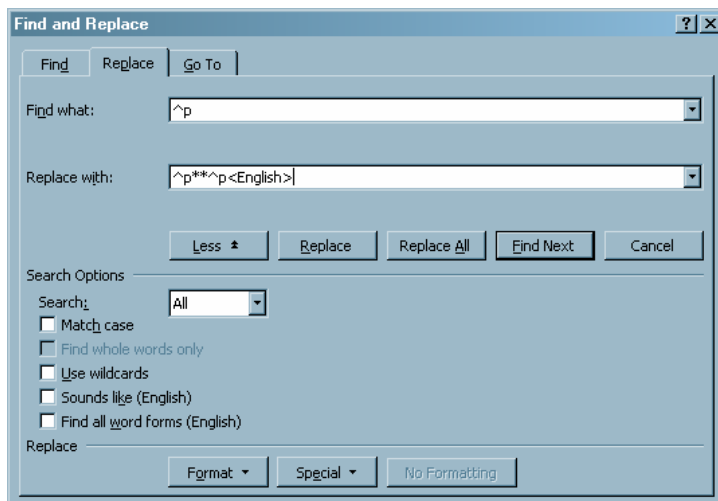 Find and Replace
Find Replace Go To
Find what: ^p
Replace with: ^p**^p<English>
Less Replace Replace All Find Next Cancel
Search Options
Search: All
Match case
Find whole words only
Use wildcards
Sounds like (English)
Find all word forms (English)
Replace
Format Special No Formatting